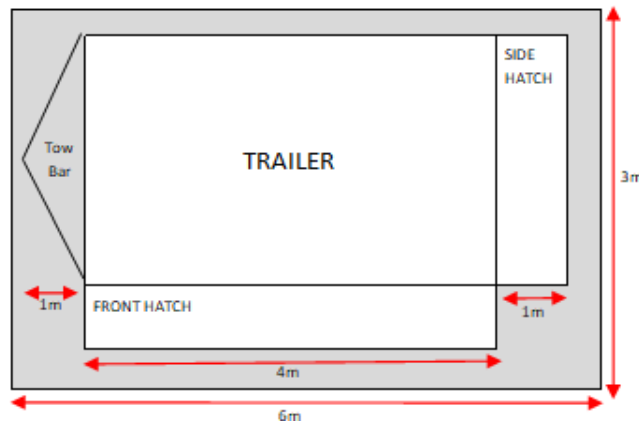 SIDE
HATCH
Tow
Bar
TRAILER
3m
1m
FRONT HATCH
1m
4m
6m